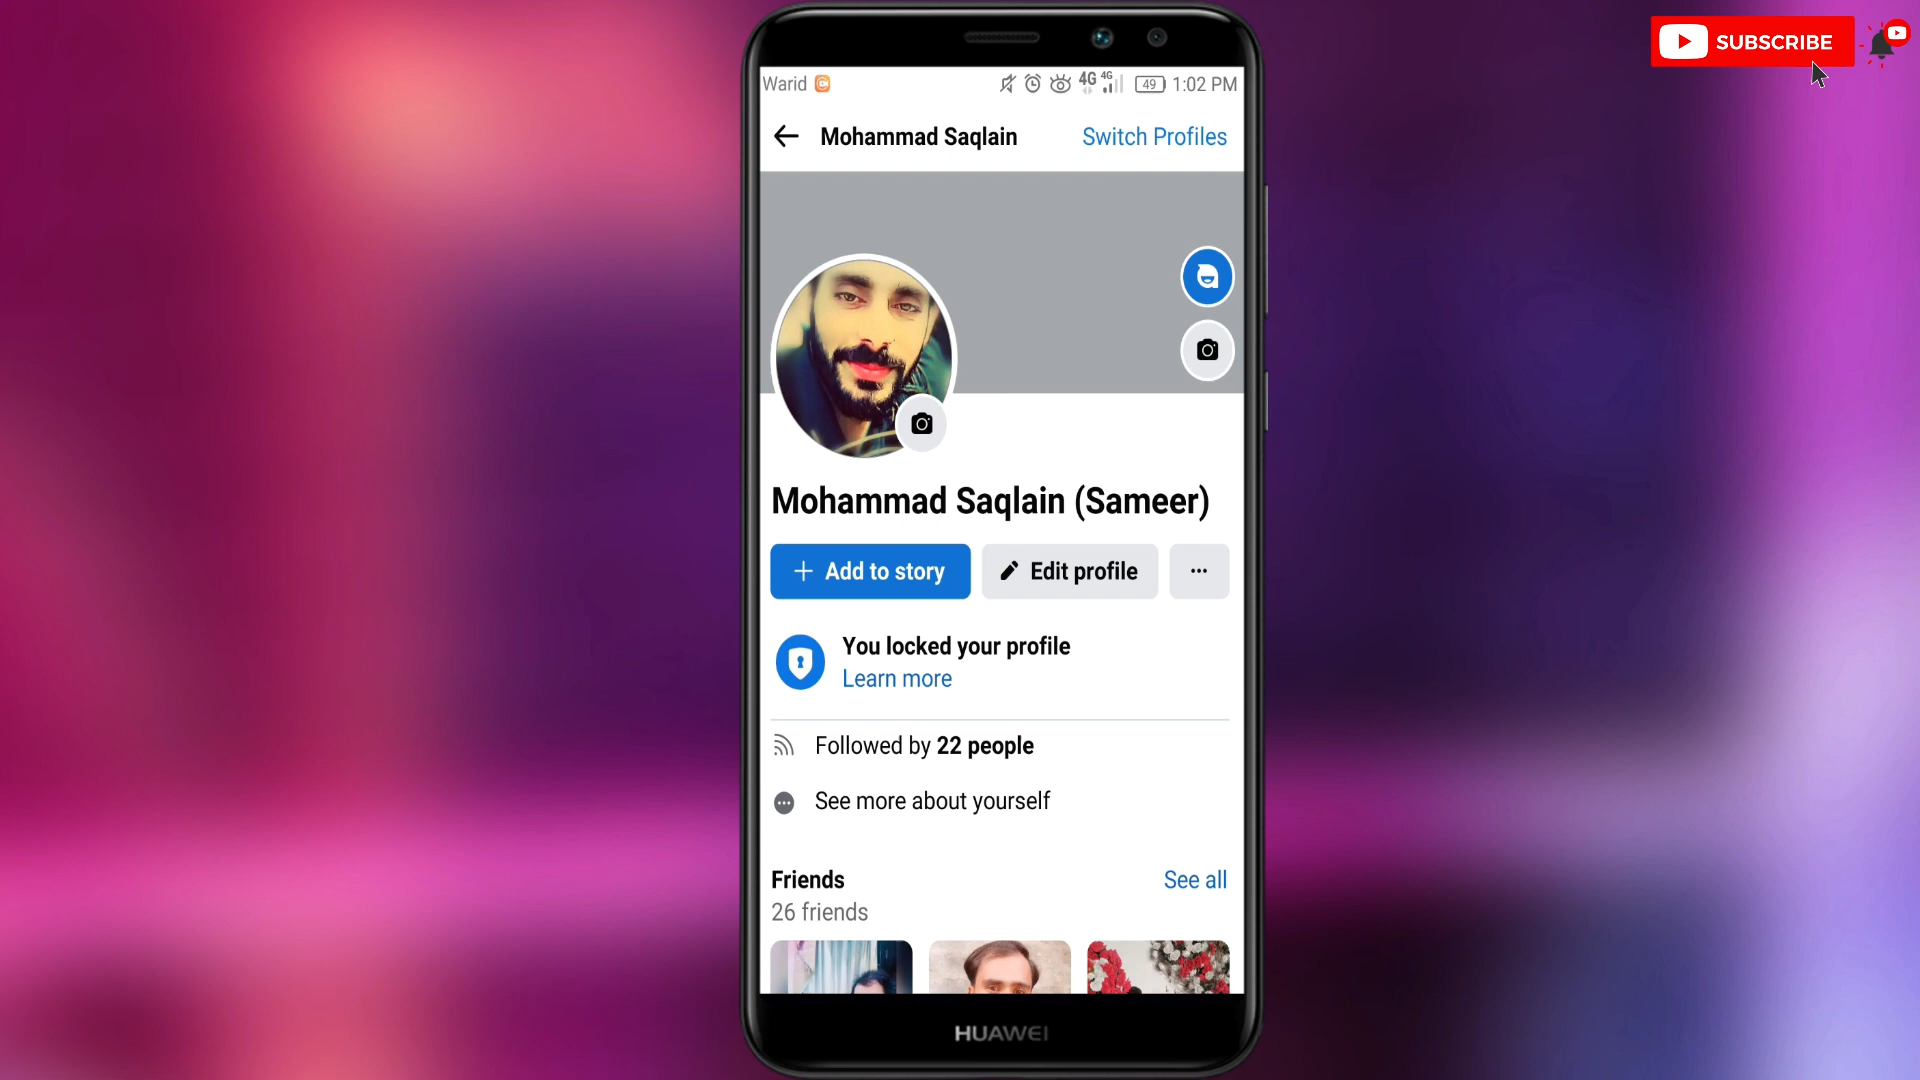 SUBSCRIBE
Warid 4G 4G 49 1:02 PM
Mohammad Saqlain Switch Profiles
Mohammad Saqlain (Sameer)
+ Add to story Edit profile ...
You locked your profile
Learn more
Followed by 22 people
See more about yourself
Friends See all
26 friends
HUAWEI